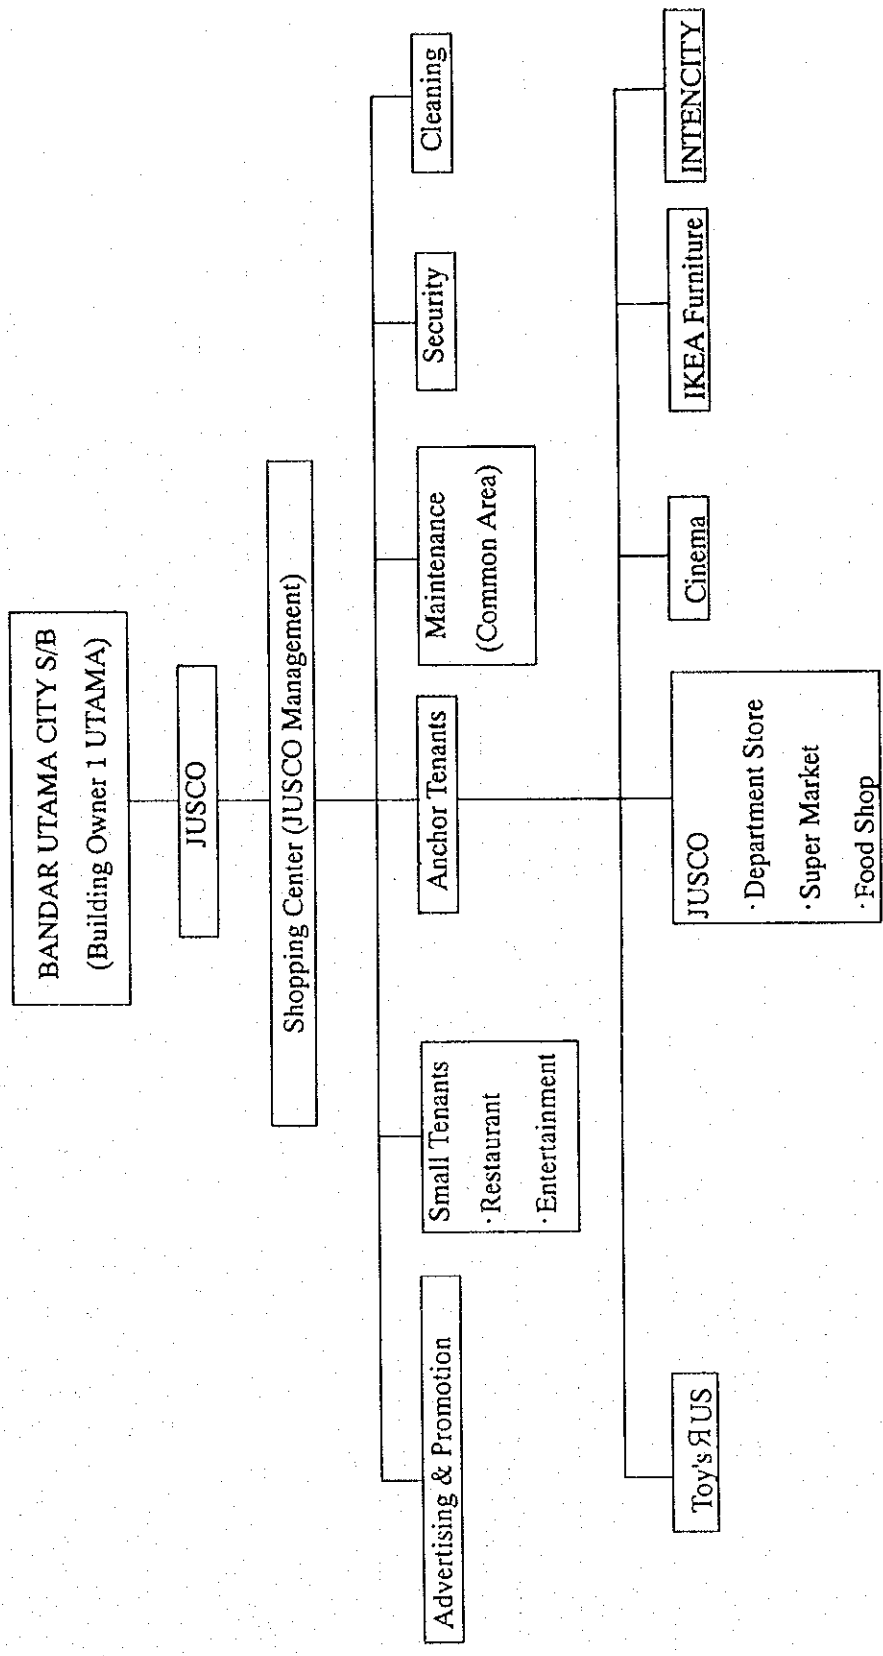 BANDAR UTAMA CITY S/B
(Building Owner 1 UTAMA)
JUSCO
Shopping Center (JUSCO Management)
Advertising & Promotion
Small Tenants
· Restaurant
· Entertainment
Anchor Tenants
Maintenance
(Common Area)
Security
Cleaning
Toy's Я US
JUSCO
· Department Store
· Super Market
· Food Shop
Cinema
IKEA Furniture
INTENCITY